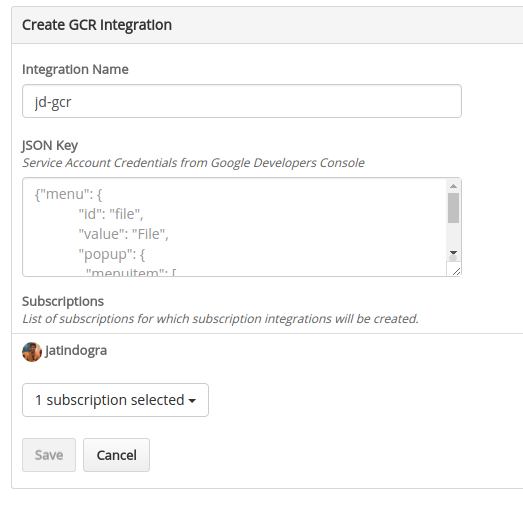 Create GCR Integration
Integration Name
jd-gcr
JSON Key
Service Account Credentials from Google Developers Console
{"menu": {
"id": "file",
"value": "File",
"popup": {
"menuitem": [
Subscriptions
List of subscriptions for which subscription integrations will be created.
jatindogra
1 subscription selected
Save Cancel